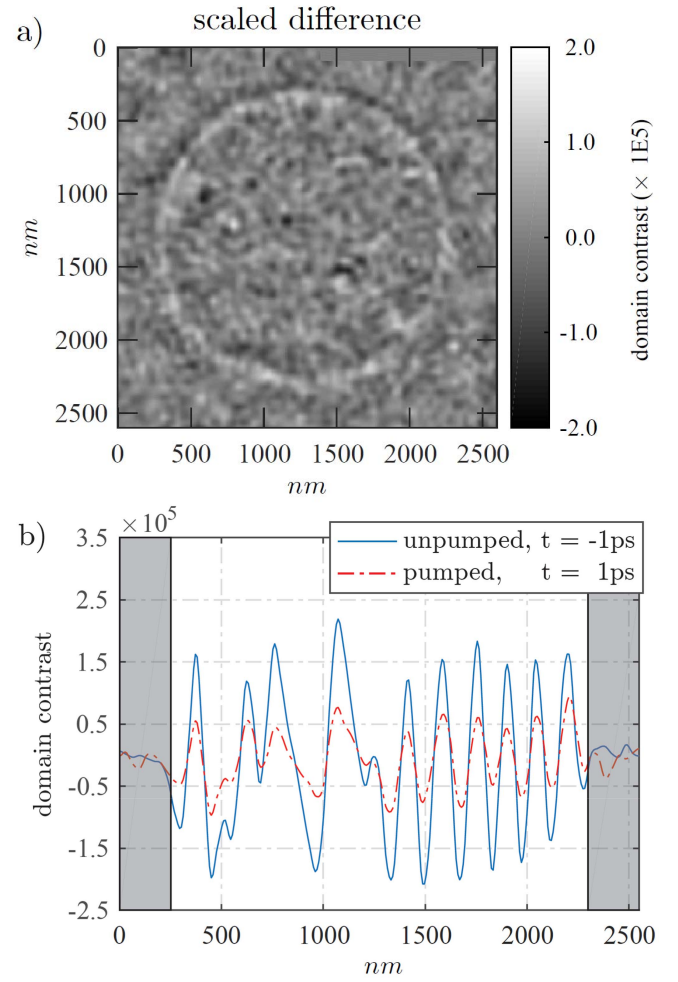 scaled difference
a)
0
500
1000
1500
2000
2500
nm
0 500 1000 1500 2000 2500
nm
2.0
1.0
0.0
-1.0
-2.0
domain contrast (× 1E5)
b)
×10⁵
3.5
2.5
1.5
0.5
-0.5
-1.5
-2.5
domain contrast
unpumped, t = -1ps
pumped, t = 1ps
0 500 1000 1500 2000 2500
nm